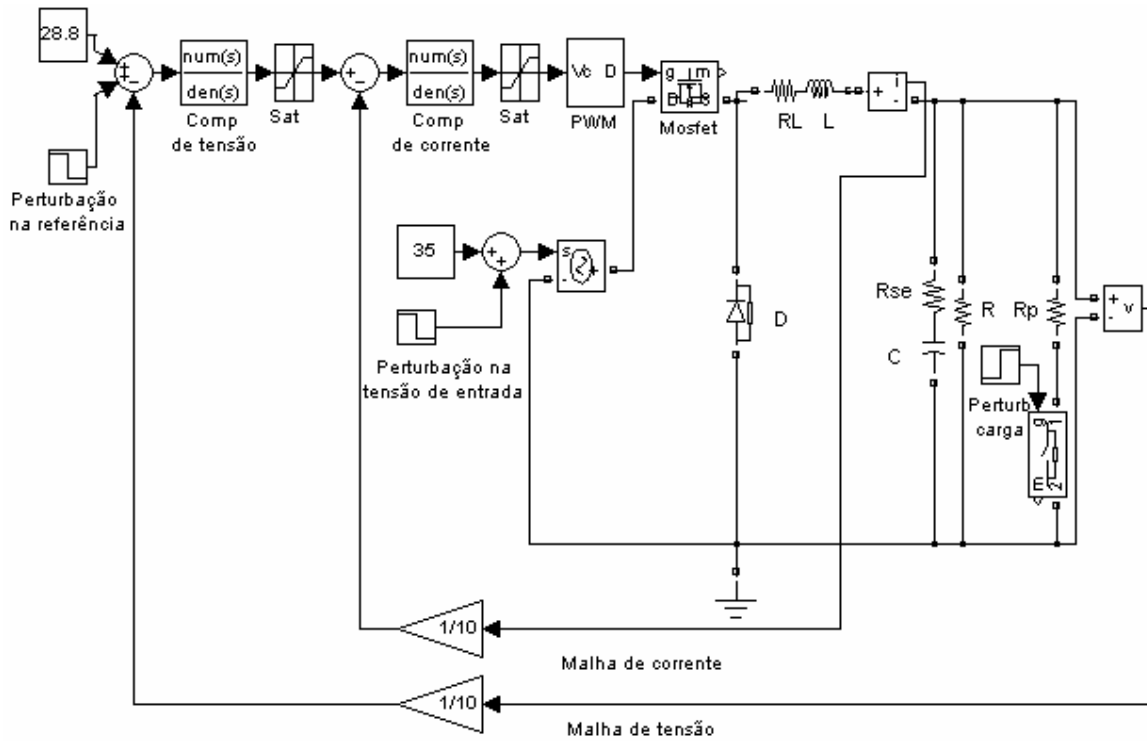 28.8
num(s)
den(s)
Comp
de tensão
Sat
num(s)
den(s)
Comp
de corrente
Sat
Vc D
PWM
g m
D S
Mosfet
RL L
+ i
-
Perturbação
na referência
35
s
- +
Perturbação na
tensão de entrada
D
Rse
C
R
Rp
+
- v
Perturb
carga
g 1
m 2
1/10
Malha de corrente
1/10
Malha de tensão